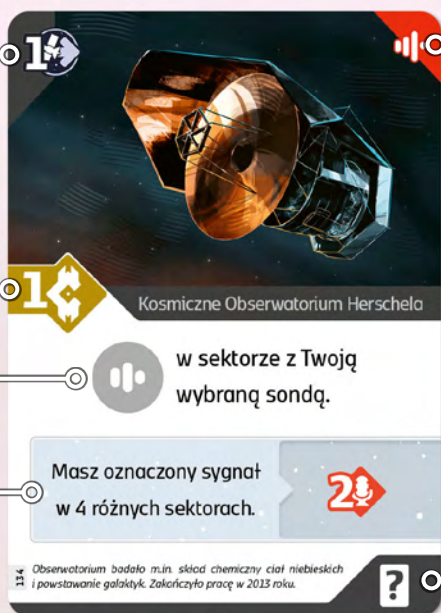 1
1
Kosmiczne Obserwatorium Herschela
w sektorze z Twoją
wybraną sondą.
Masz oznaczony sygnał
w 4 różnych sektorach.
2
134
Obserwatorium badało m.in. skład chemiczny ciał niebieskich
i powstawanie galaktyk. Zakończyło pracę w 2013 roku.
?